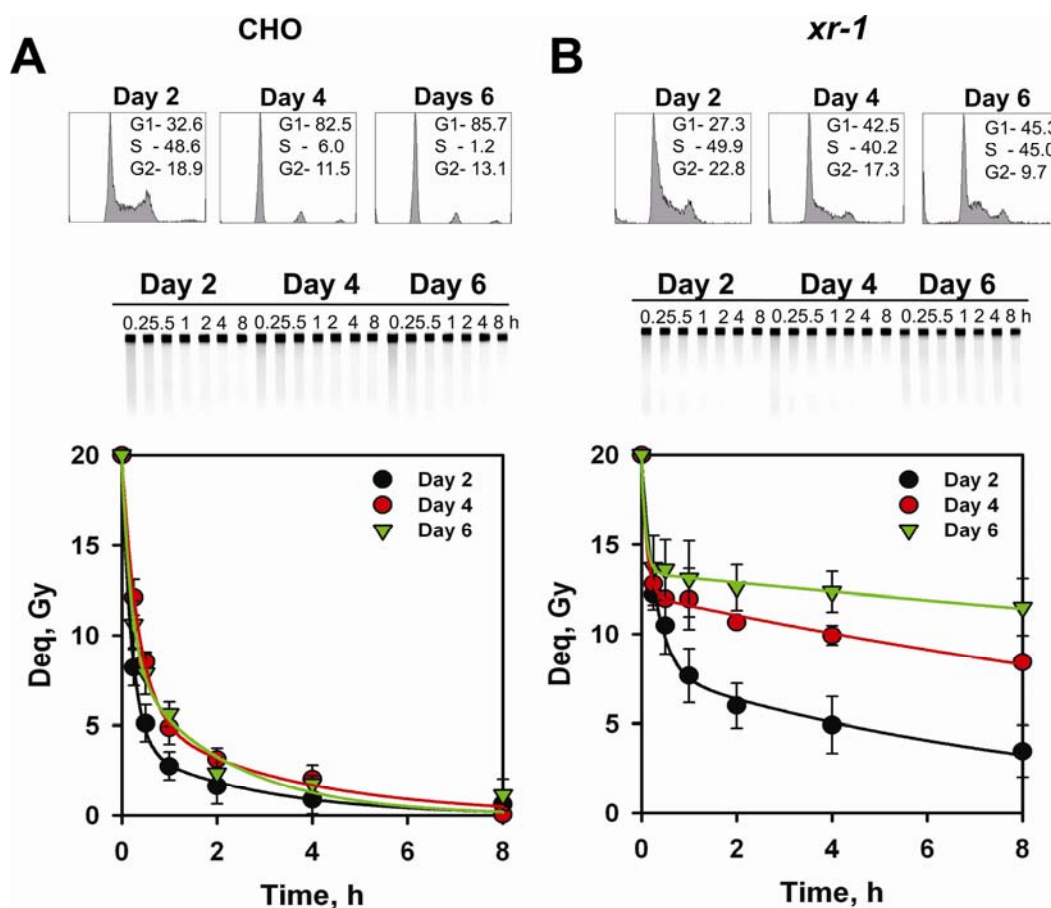 CHO
A
Day 2 Day 4 Days 6
G1- 32.6
S - 48.6
G2- 18.9
G1- 82.5
S - 6.0
G2- 11.5
G1- 85.7
S - 1.2
G2- 13.1
Day 2 Day 4 Day 6
0.25.5 1 2 4 8 0.25.5 1 2 4 8 0.25.5 1 2 4 8 h
20
15
10
5
0
Deq, Gy
Day 2
Day 4
Day 6
0 2 4 6 8
Time, h
xr-1
B
Day 2 Day 4 Day 6
G1- 27.3
S - 49.9
G2- 22.8
G1- 42.5
S - 40.2
G2- 17.3
G1- 45.3
S - 45.0
G2- 9.7
Day 2 Day 4 Day 6
0.25.5 1 2 4 8 0.25.5 1 2 4 8 0.25.5 1 2 4 8 h
20
15
10
5
0
Deq, Gy
Day 2
Day 4
Day 6
0 2 4 6 8
Time, h